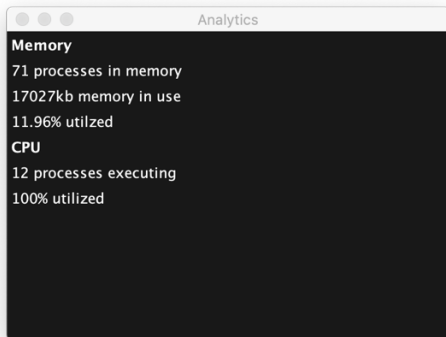 Analytics
Memory
71 processes in memory
17027kb memory in use
11.96% utilzed
CPU
12 processes executing
100% utilized